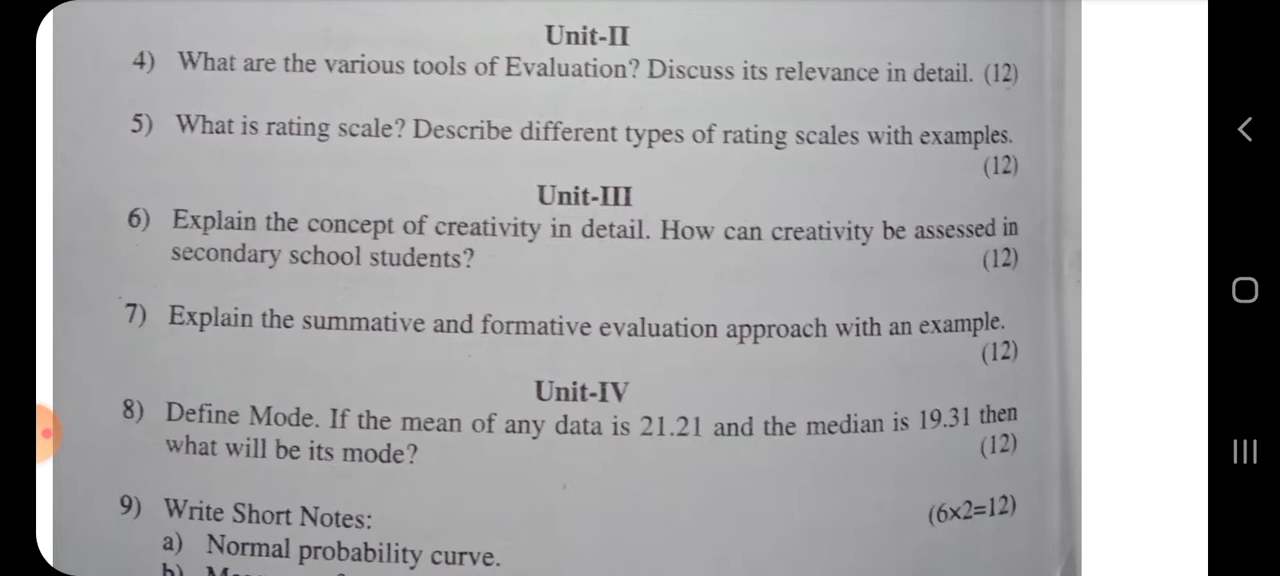 Unit-II
4) What are the various tools of Evaluation? Discuss its relevance in detail. (12)
5) What is rating scale? Describe different types of rating scales with examples.
(12)
Unit-III
6) Explain the concept of creativity in detail. How can creativity be assessed in
secondary school students? (12)
7) Explain the summative and formative evaluation approach with an example.
(12)
Unit-IV
8) Define Mode. If the mean of any data is 21.21 and the median is 19.31 then
what will be its mode? (12)
9) Write Short Notes: (6x2=12)
a) Normal probability curve.
b)